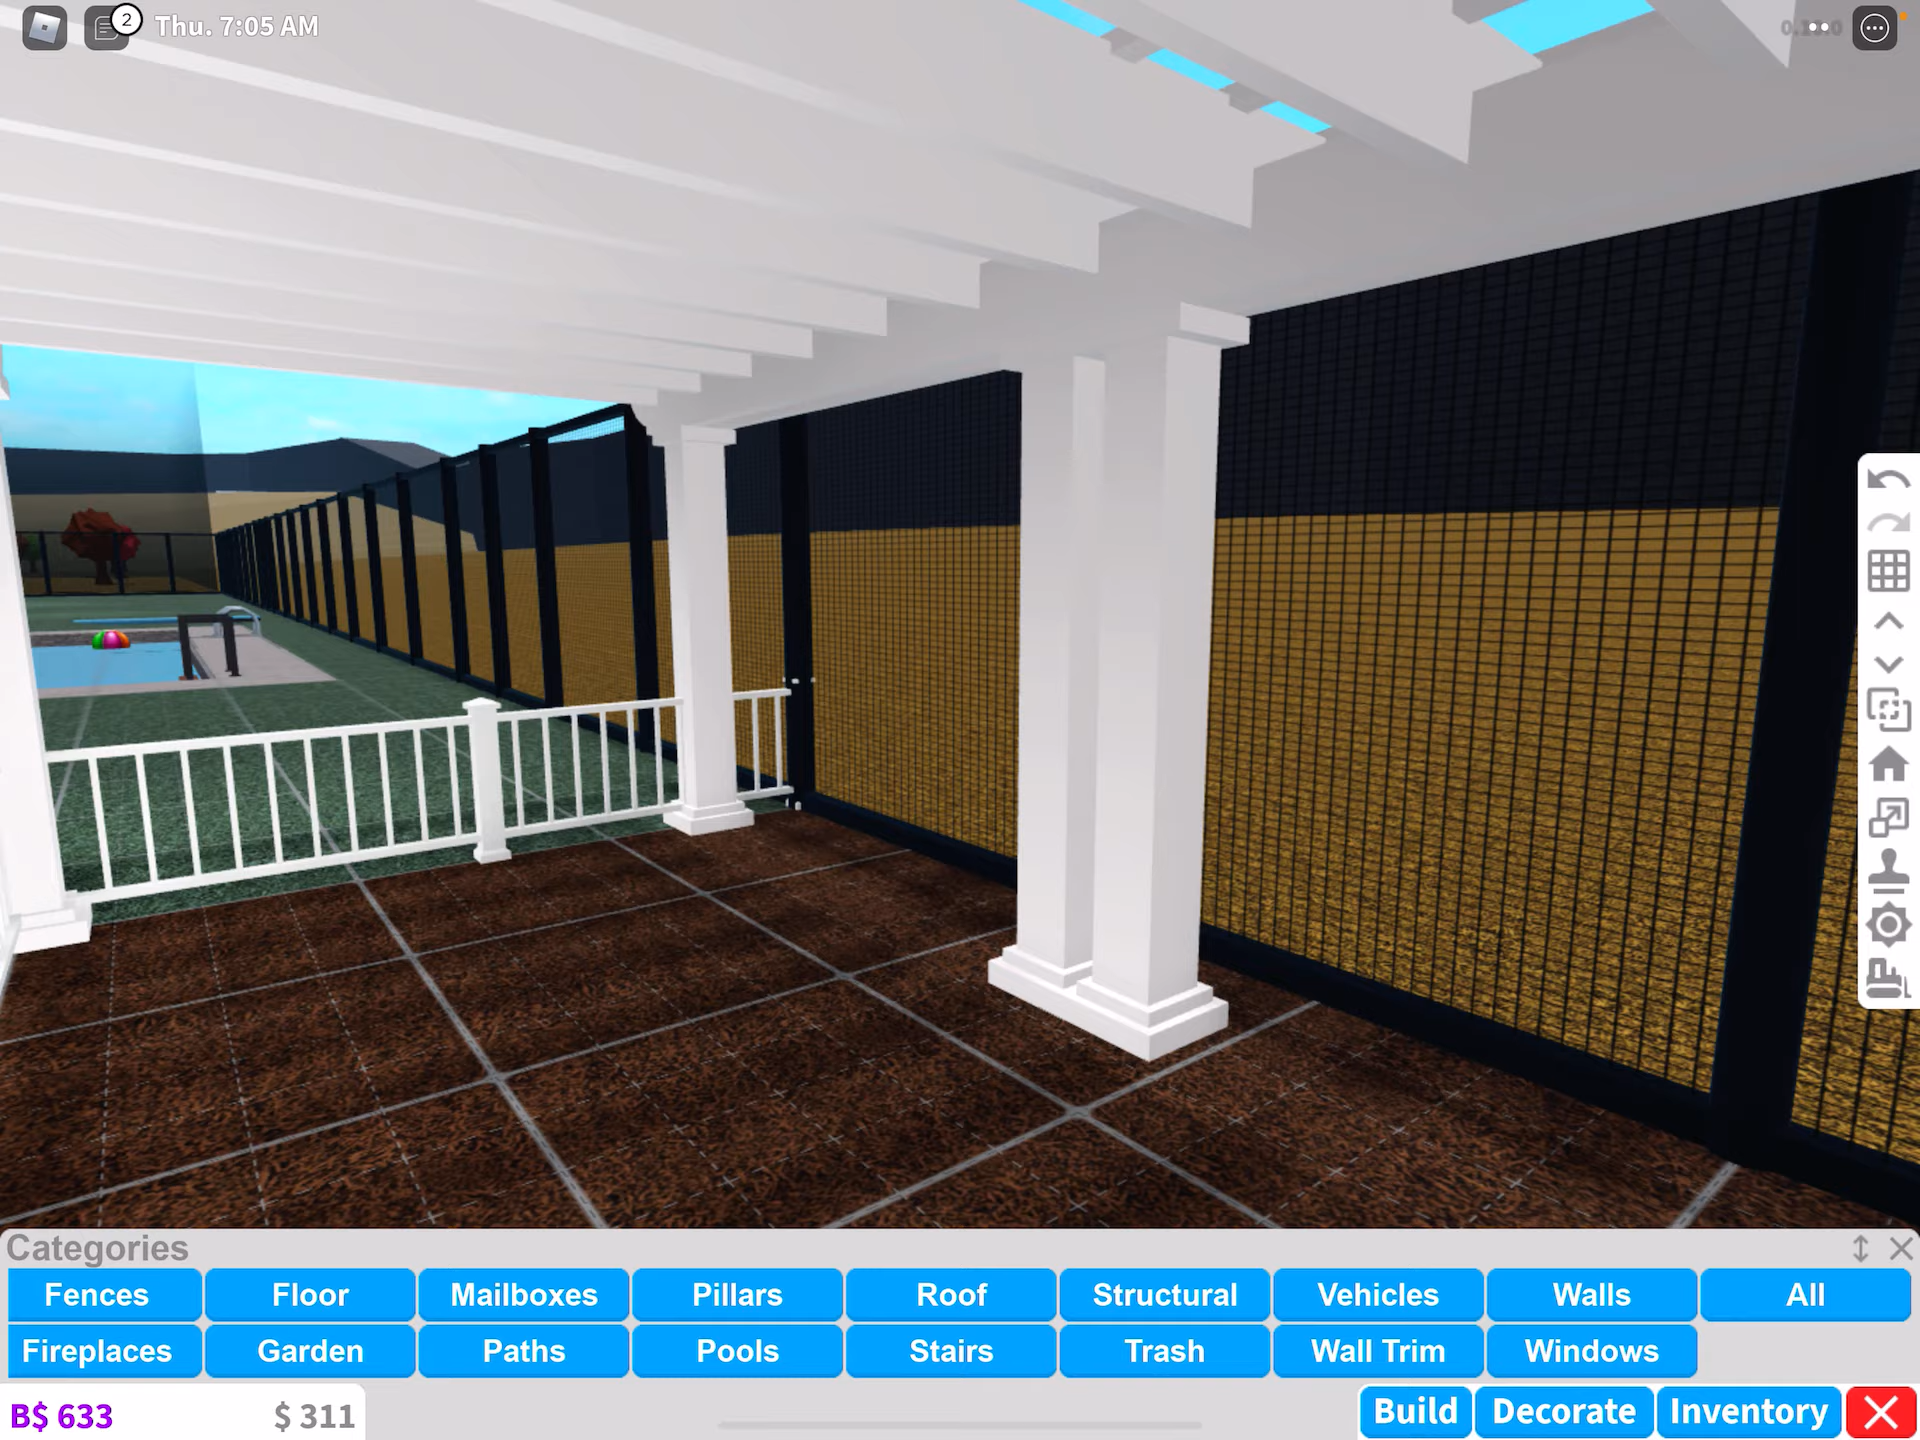 2
Thu. 7:05 AM
Categories
Fences Floor Mailboxes Pillars Roof Structural Vehicles Walls All
Fireplaces Garden Paths Pools Stairs Trash Wall Trim Windows
B$ 633 $ 311
Build Decorate Inventory